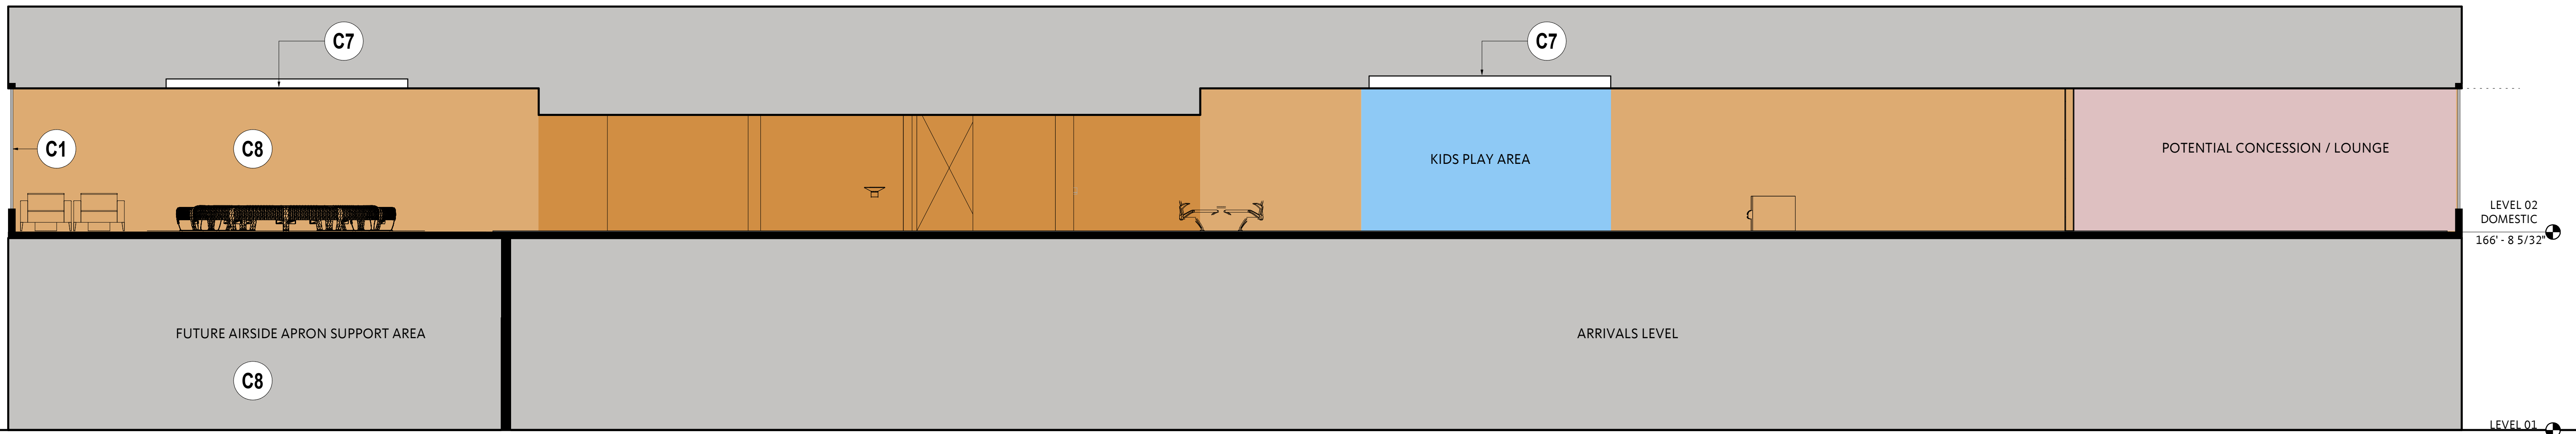 C7
C7
C1
C8
KIDS PLAY AREA
POTENTIAL CONCESSION / LOUNGE
LEVEL 02
DOMESTIC
166' - 8 5/32"
FUTURE AIRSIDE APRON SUPPORT AREA
ARRIVALS LEVEL
C8
LEVEL 01